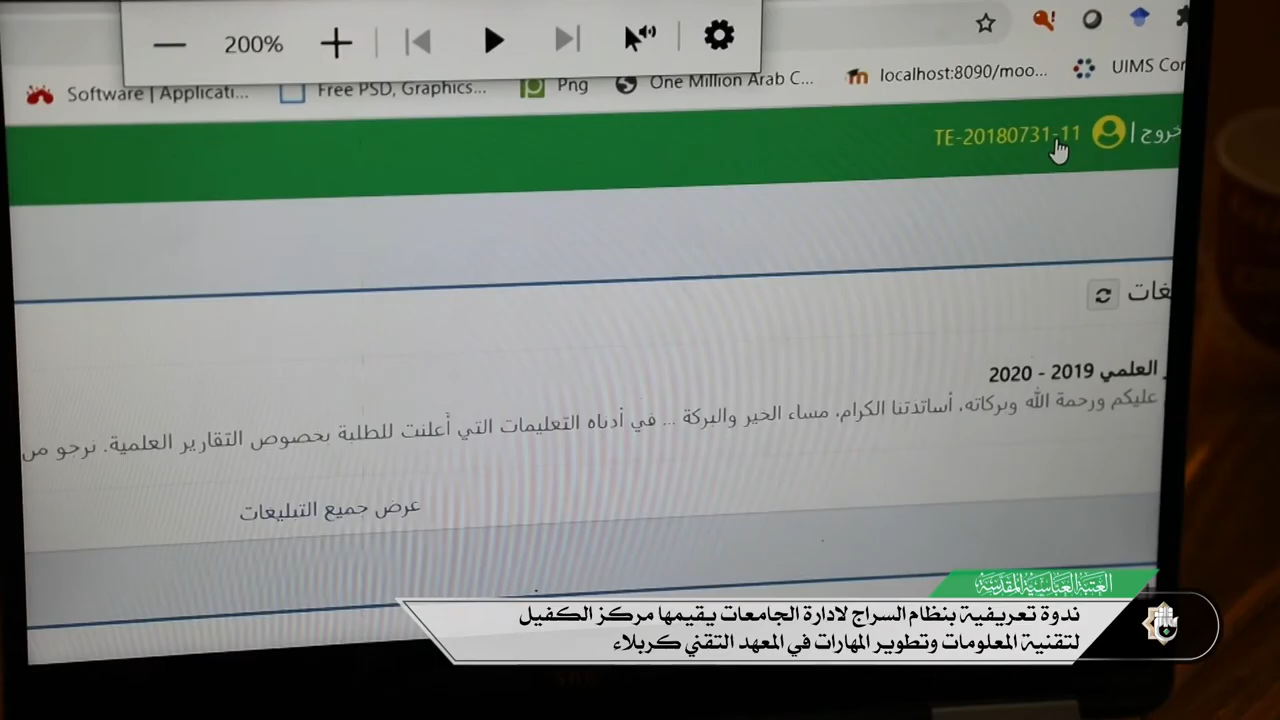 200%
Software | Applicati...
Free PSD, Graphics...
Png
One Million Arab C...
localhost:8090/moo...
UIMS Cor
TE-20180731-11
خروج |
غات
ر العلمي 2019 - 2020
عليكم ورحمة الله وبركاته، أساتذتنا الكرام، مساء الخير والبركة ... في أدناه التعليمات التي أعلنت للطلبة بخصوص التقارير العلمية. نرجو من
عرض جميع التبليغات
العتبة العباسية المقدسة
ندوة تعريفية بنظام السراج لادارة الجامعات يقيمها مركز الكفيل
لتقنية المعلومات وتطوير المهارات في المعهد التقني كربلاء